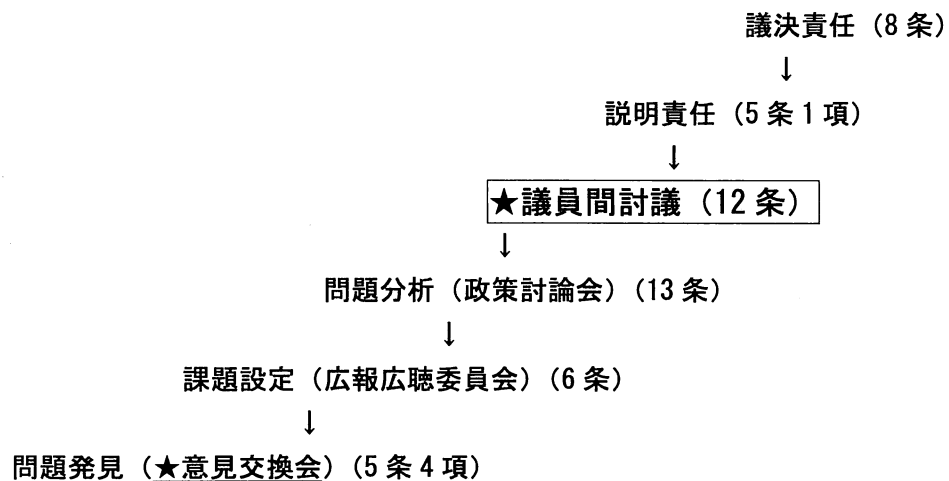 議決責任（8条）
↓
説明責任（5条1項）
↓
★議員間討議（12条）
↓
問題分析（政策討論会）（13条）
↓
課題設定（広報広聴委員会）（6条）
↓
問題発見（★意見交換会）（5条4項）